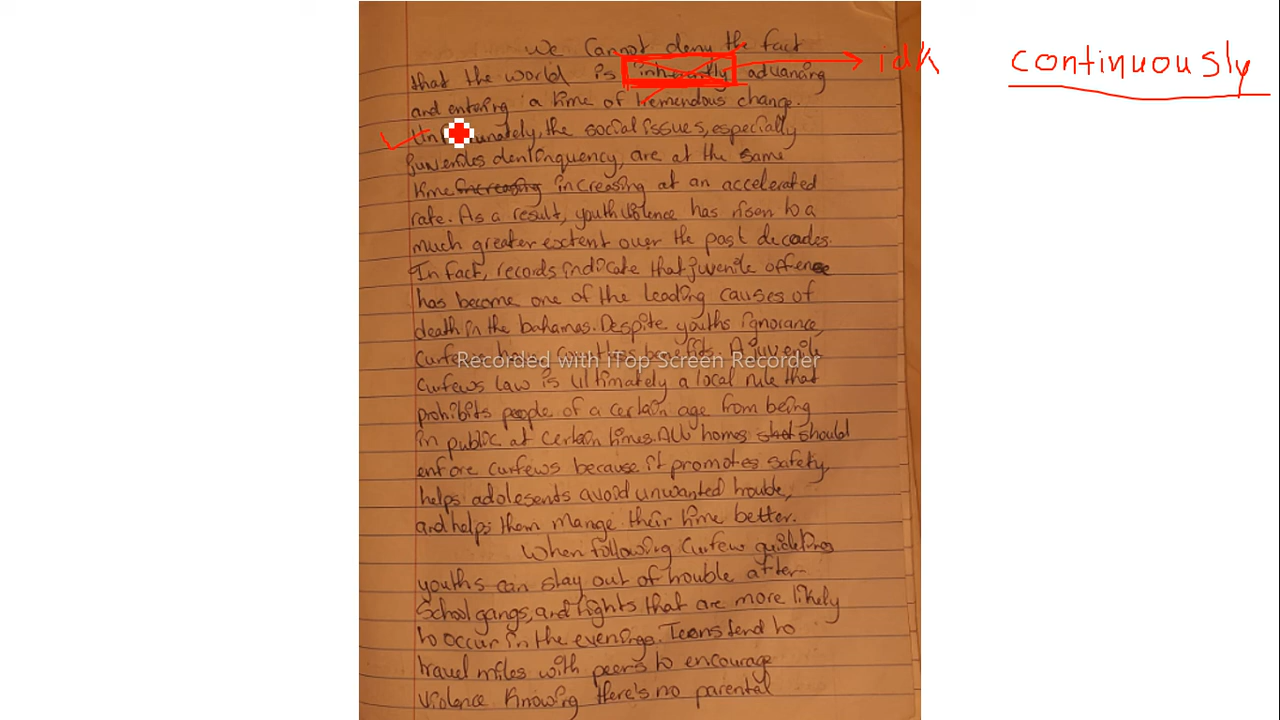 We cannot deny the fact
that the world is inherently advancing
and entering a time of tremendous change.
Unfortunately, the social issues, especially
juveniles denlinquency, are at the same
time increasing increasing at an accelerated
rate. As a result, youth violence has risen to a
much greater extent over the past decades.
In fact, records indicate that juvenile offence
has become one of the leading causes of
death in the bahamas. Despite youths ignorance,
A juvenile
curfews law is ultimately a local rule that
prohibits people of a certain age from being
in public at certain times. All homes should
enfore curfews because it promotes safety,
helps adolesents avoid unwanted trouble,
and helps them mange their time better.
When following curfew
youths can stay out of trouble after-
school gangs, and fights that are more likely
to occur in the evenings. Teens tend to
travel miles with peers to encourage
violence knowing there's no parental
idk
continuously
Recorded with iTop Screen Recorder